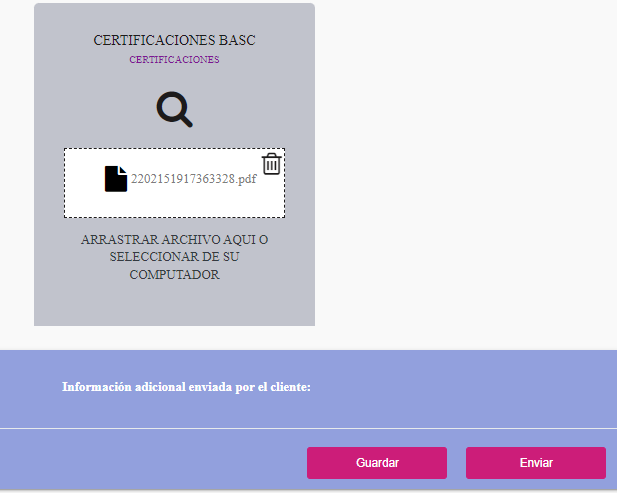 CERTIFICACIONES BASC
CERTIFICACIONES
2202151917363328.pdf
ARRASTRAR ARCHIVO AQUI O
SELECCIONAR DE SU
COMPUTADOR
Información adicional enviada por el cliente:
Guardar
Enviar